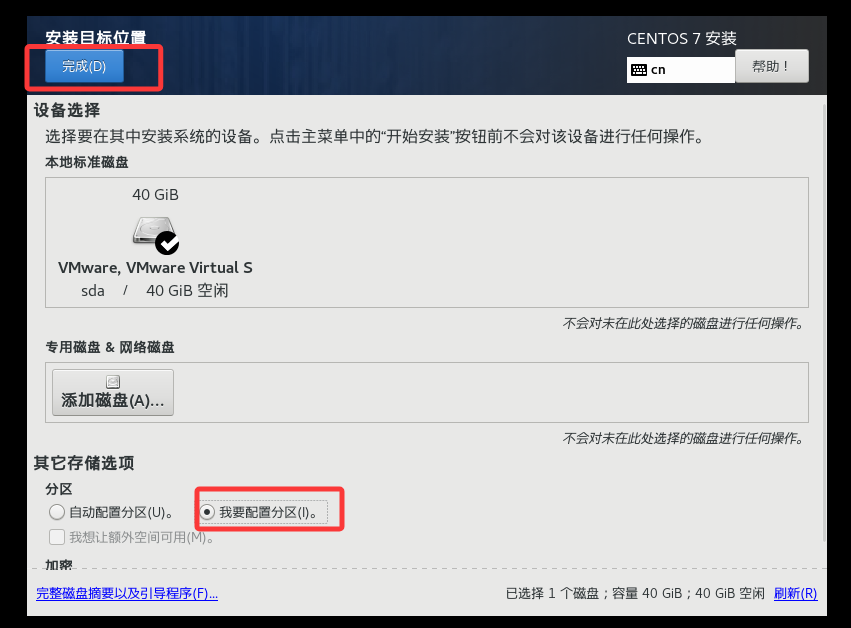 安装目标位置
CENTOS 7 安装
完成(D)
cn
帮助！
设备选择
选择要在其中安装系统的设备。点击主菜单中的“开始安装”按钮前不会对该设备进行任何操作。
本地标准磁盘
40 GiB
VMware, VMware Virtual S
sda / 40 GiB 空闲
不会对未在此处选择的磁盘进行任何操作。
专用磁盘 & 网络磁盘
添加磁盘(A)...
不会对未在此处选择的磁盘进行任何操作。
其它存储选项
分区
自动配置分区(U)。
我要配置分区(I)。
我想让额外空间可用(M)。
加密
完整磁盘摘要以及引导程序(F)...
已选择 1 个磁盘；容量 40 GiB；40 GiB 空闲
刷新(R)